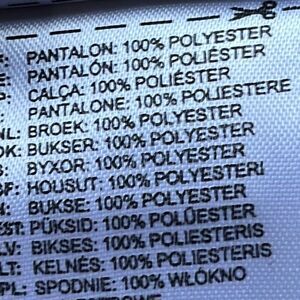 : PANTALON: 100% POLYESTER
: PANTALÓN: 100% POLIÉSTER
: CALÇA: 100% POLIÉSTER
: PANTALONE: 100% POLIESTERE
NL: BROEK: 100% POLYESTER
DK: BUKSER: 100% POLYESTER
: BYXOR: 100% POLYESTER
SF: HOUSUT: 100% POLYESTERI
: BUKSE: 100% POLYESTER
EST: PÜKSID: 100% POLÜESTER
LV: BIKSES: 100% POLIESTERIS
LT: KELNĖS: 100% POLIESTERIS
PL: SPODNIE: 100% WŁÓKNO